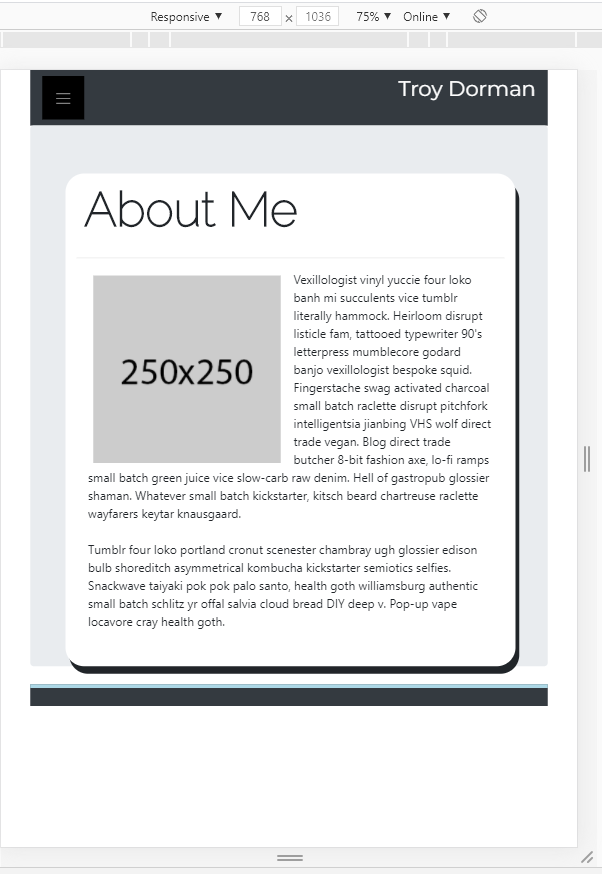 Responsive ▼ 768 × 1036 75% ▼ Online ▼
Troy Dorman
About Me
250x250
Vexillologist vinyl yuccie four loko
banh mi succulents vice tumblr
literally hammock. Heirloom disrupt
listicle fam, tattooed typewriter 90's
letterpress mumblecore godard
banjo vexillologist bespoke squid.
Fingerstache swag activated charcoal
small batch raclette disrupt pitchfork
intelligentsia jianbing VHS wolf direct
trade vegan. Blog direct trade
butcher 8-bit fashion axe, lo-fi ramps
small batch green juice vice slow-carb raw denim. Hell of gastropub glossier
shaman. Whatever small batch kickstarter, kitsch beard chartreuse raclette
wayfarers keytar knausgaard.
Tumblr four loko portland cronut scenester chambray ugh glossier edison
bulb shoreditch asymmetrical kombucha kickstarter semiotics selfies.
Snackwave taiyaki pok pok palo santo, health goth williamsburg authentic
small batch schlitz yr offal salvia cloud bread DIY deep v. Pop-up vape
locavore cray health goth.